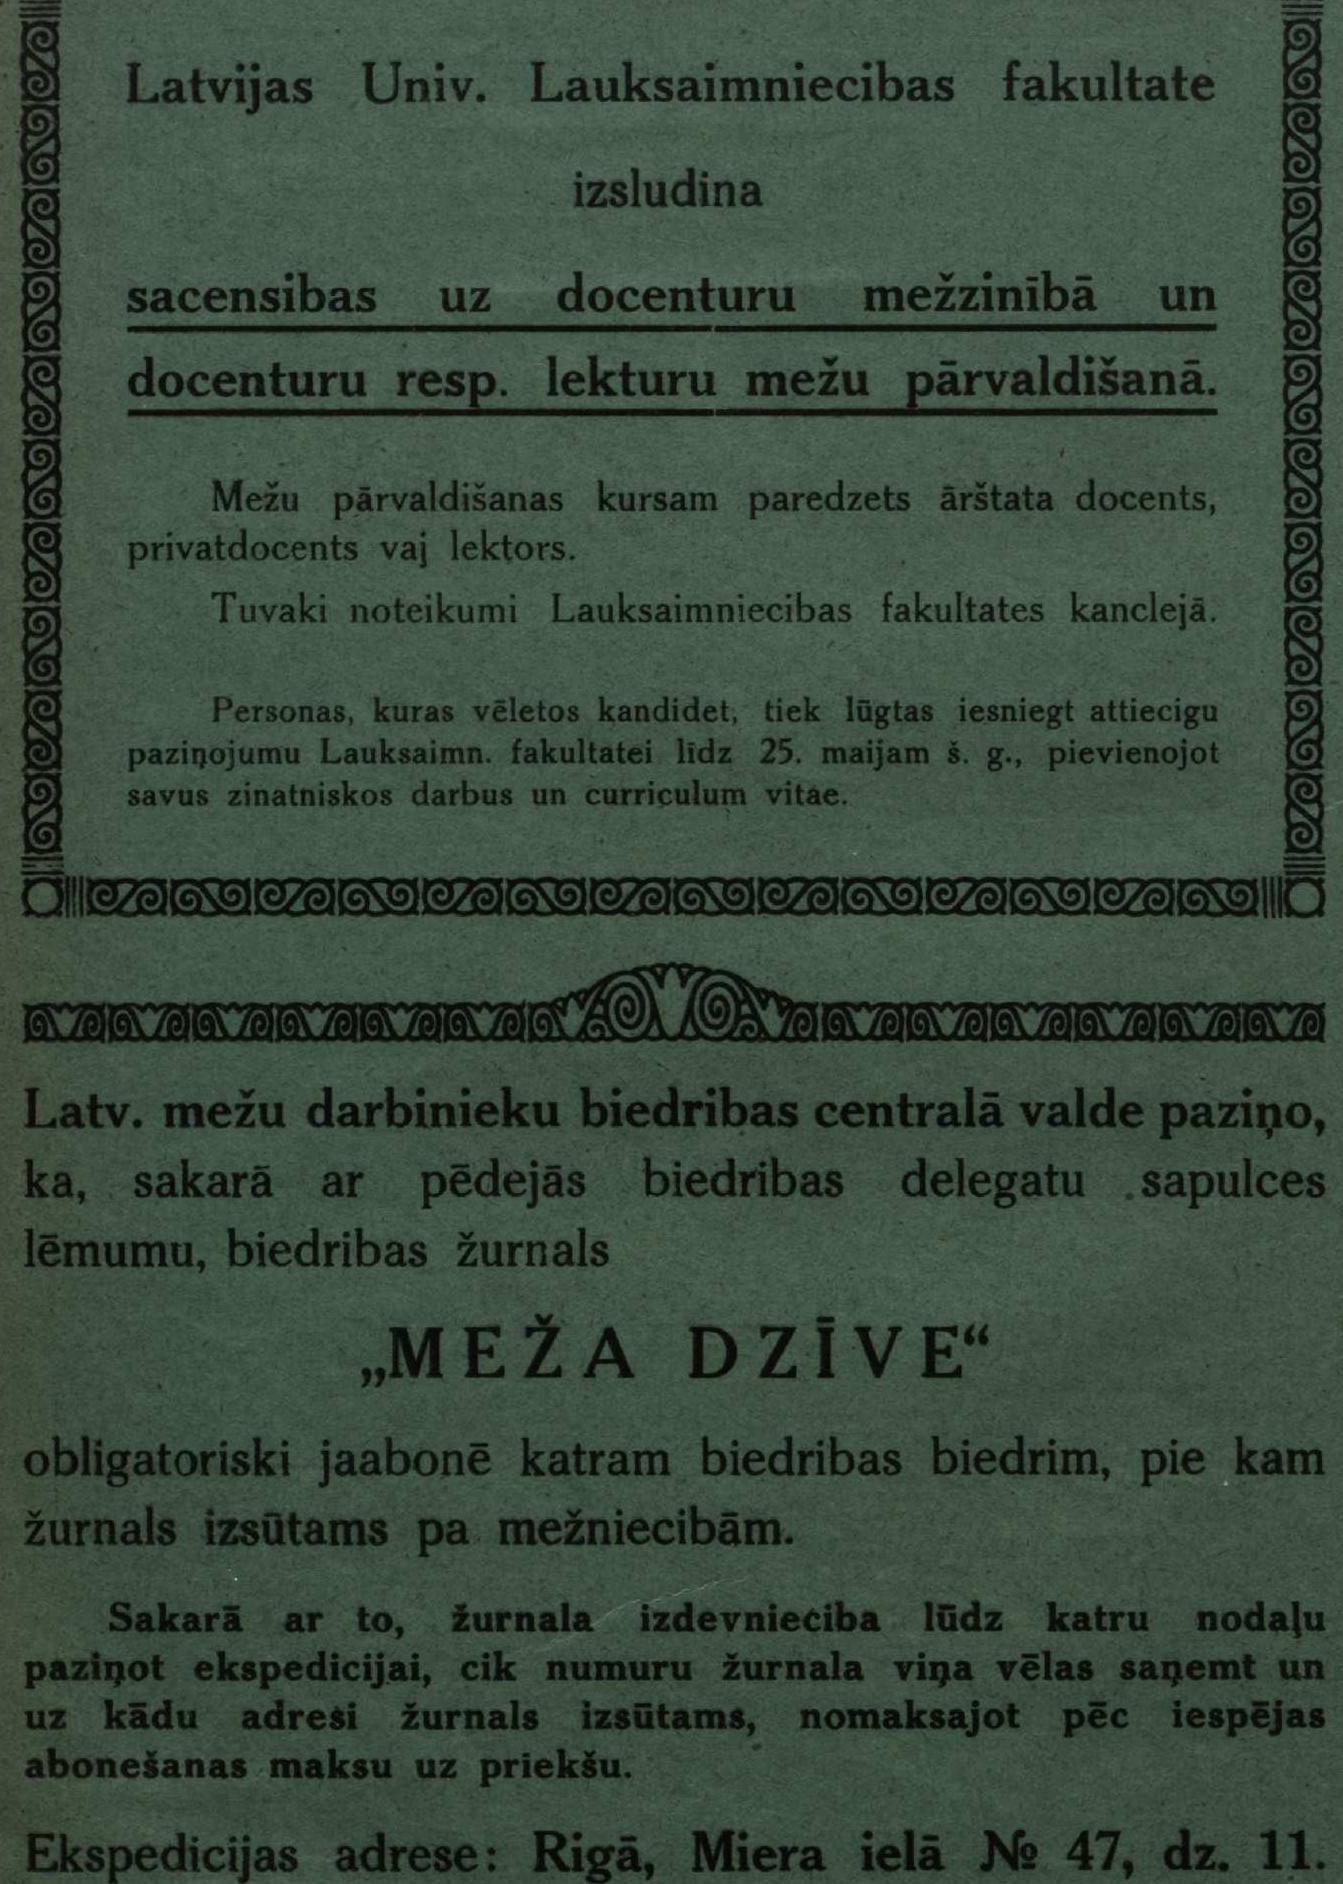 Latvijas Univ. Lauksaimniecibas fakultate
izsludina
sacensibas uz docenturu mežzinībā un
docenturu resp. lekturu mežu pārvaldišanā.
Mežu pārvaldišanas kursam paredzets ārštata docents,
privatdocents vaj lektors.
Tuvaki noteikumi Lauksaimniecibas fakultates kanclejā.
Personas, kuras vēletos kandidet, tiek lūgtas iesniegt attiecigu
paziņojumu Lauksaimn. fakultatei līdz 25. maijam š. g., pievienojot
savus zinatniskos darbus un curriculum vitae.
Latv. mežu darbinieku biedribas centralā valde paziņo,
ka, sakarā ar pēdejās biedribas delegatu sapulces
lēmumu, biedribas žurnals
„MEŽA DZĪVE“
obligatoriski jaabonē katram biedribas biedrim, pie kam
žurnals izsūtams pa mežniecibām.
Sakarā ar to, žurnala izdevnieciba lūdz katru nodaļu
paziņot ekspedicijai, cik numuru žurnala viņa vēlas saņemt un
uz kādu adresi žurnals izsūtams, nomaksajot pēc iespējas
abonešanas maksu uz priekšu.
Ekspedicijas adrese: Rigā, Miera ielā № 47, dz. 11.